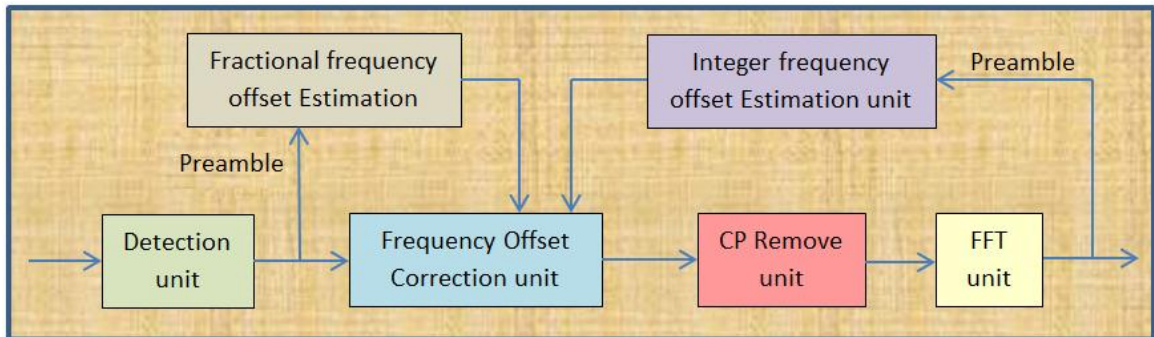 Fractional frequency
offset Estimation
Integer frequency
offset Estimation unit
Preamble
Preamble
Detection
unit
Frequency Offset
Correction unit
CP Remove
unit
FFT
unit